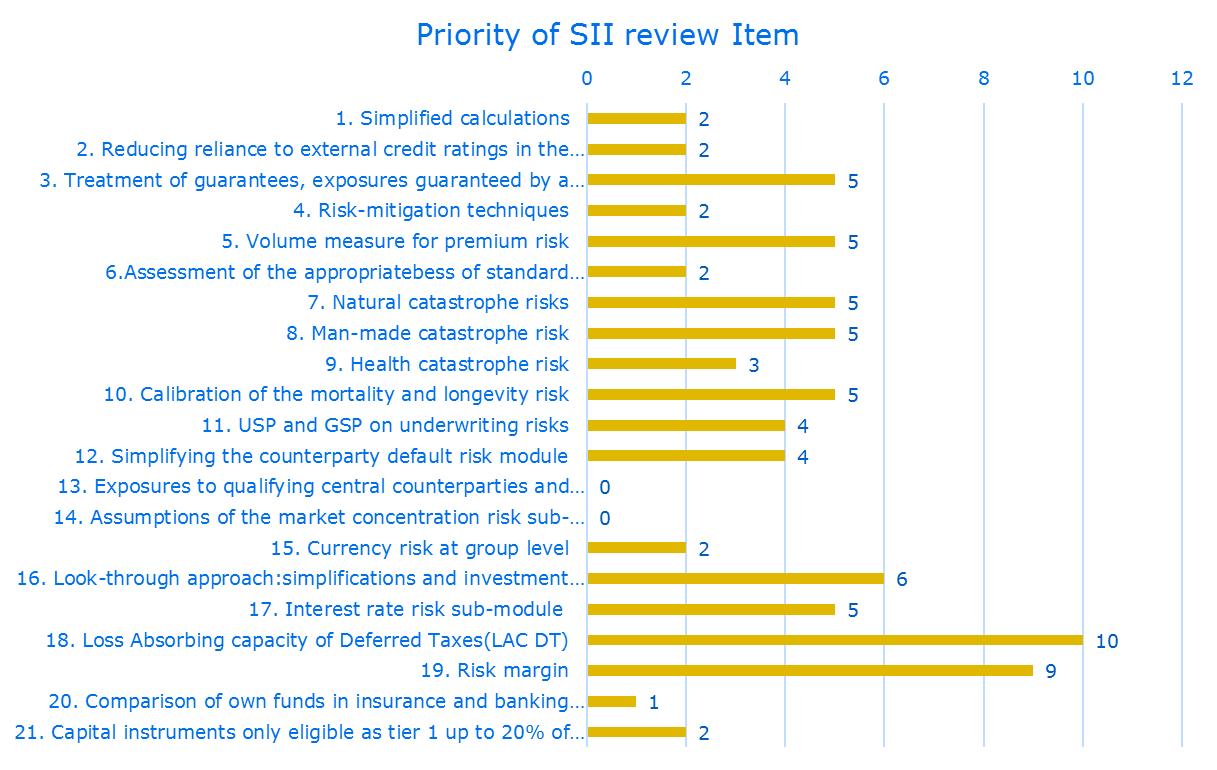 Priority of SII review Item
0 2 4 6 8 10 12
1. Simplified calculations 2
2. Reducing reliance to external credit ratings in the... 2
3. Treatment of guarantees, exposures guaranteed by a... 5
4. Risk-mitigation techniques 2
5. Volume measure for premium risk 5
6.Assessment of the appropriatebess of standard... 2
7. Natural catastrophe risks 5
8. Man-made catastrophe risk 5
9. Health catastrophe risk 3
10. Calibration of the mortality and longevity risk 5
11. USP and GSP on underwriting risks 4
12. Simplifying the counterparty default risk module 4
13. Exposures to qualifying central counterparties and... 0
14. Assumptions of the market concentration risk sub-... 0
15. Currency risk at group level 2
16. Look-through approach:simplifications and investment... 6
17. Interest rate risk sub-module 5
18. Loss Absorbing capacity of Deferred Taxes(LAC DT) 10
19. Risk margin 9
20. Comparison of own funds in insurance and banking... 1
21. Capital instruments only eligible as tier 1 up to 20% of... 2